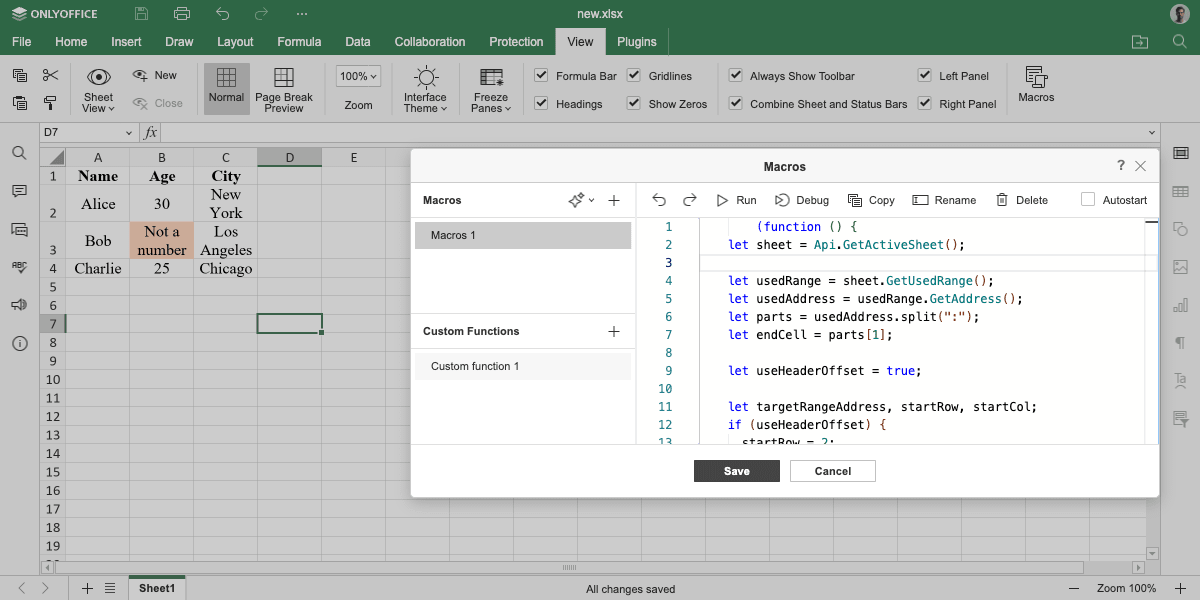 ONLYOFFICE
new.xlsx
File Home Insert Draw Layout Formula Data Collaboration Protection View Plugins
Sheet View
New
Close
Normal
Page Break Preview
100%
Zoom
Interface Theme
Freeze Panes
Formula Bar
Headings
Gridlines
Show Zeros
Always Show Toolbar
Combine Sheet and Status Bars
Left Panel
Right Panel
Macros
D7
fx
A B C D E
1 Name Age City
2 Alice 30 New York
3 Bob Not a number Los Angeles
4 Charlie 25 Chicago
5
6
7
8
9
10
11
12
13
14
15
16
17
18
19
ABC
Macros
?
Macros
Run Debug Copy Rename Delete Autostart
Macros 1
Custom Functions
Custom function 1
1 (function () {
2 let sheet = Api.GetActiveSheet();
3
4 let usedRange = sheet.GetUsedRange();
5 let usedAddress = usedRange.GetAddress();
6 let parts = usedAddress.split(":");
7 let endCell = parts[1];
8
9 let useHeaderOffset = true;
10
11 let targetRangeAddress, startRow, startCol;
12 if (useHeaderOffset) {
13 startRow = 2;
Save
Cancel
Ta
Sheet1
All changes saved
Zoom 100%